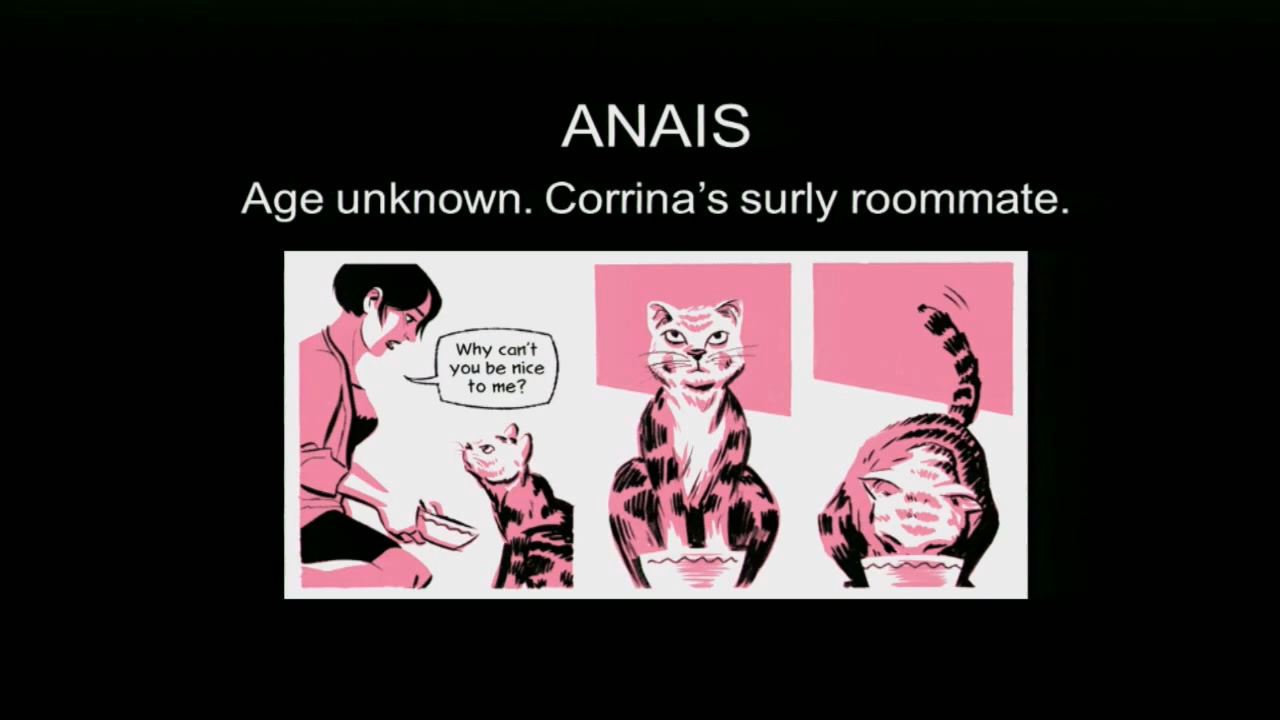 ANAIS
Age unknown. Corrina’s surly roommate.
Why can't
you be nice
to me?